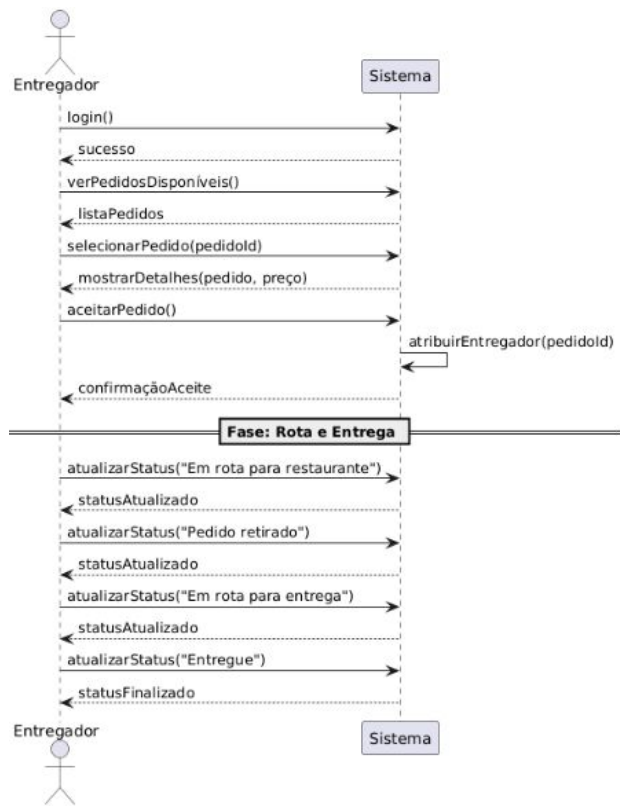 Entregador
Sistema
login()
sucesso
verPedidosDisponíveis()
listaPedidos
selecionarPedido(pedidoId)
mostrarDetalhes(pedido, preço)
aceitarPedido()
atribuirEntregador(pedidoId)
confirmaçãoAceite
Fase: Rota e Entrega
atualizarStatus("Em rota para restaurante")
statusAtualizado
atualizarStatus("Pedido retirado")
statusAtualizado
atualizarStatus("Em rota para entrega")
statusAtualizado
atualizarStatus("Entregue")
statusFinalizado
Entregador
Sistema